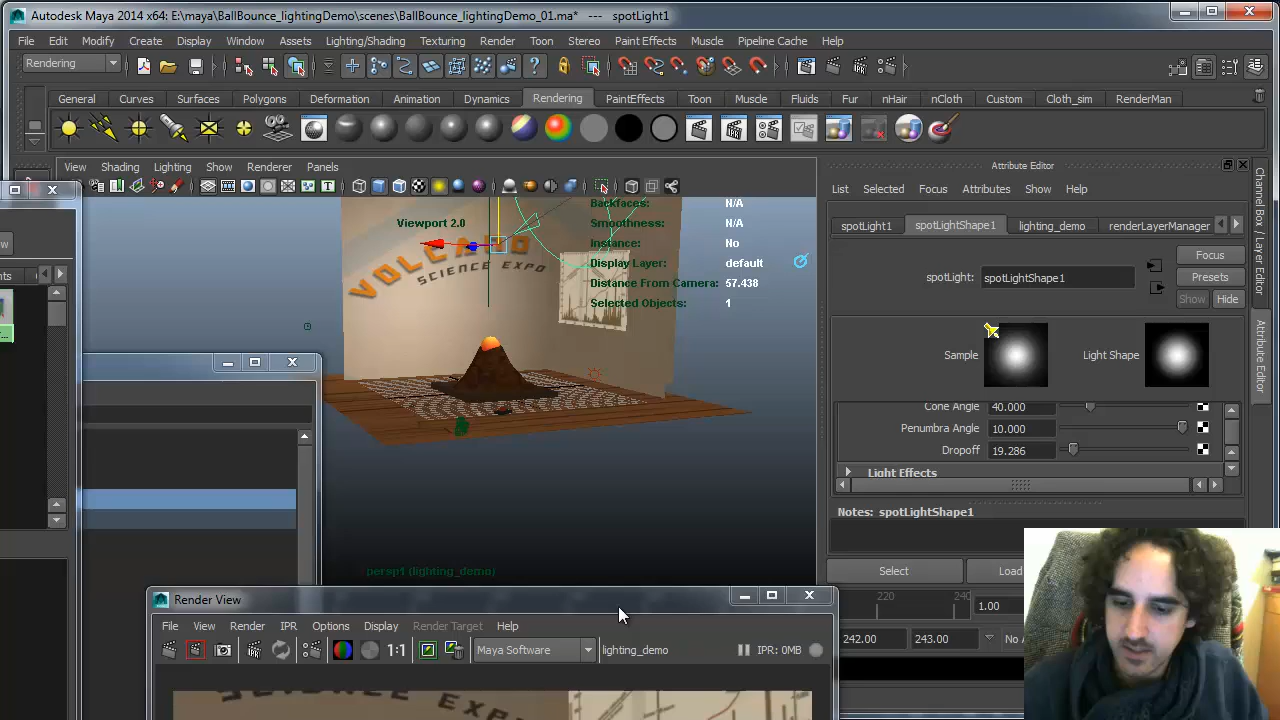 Autodesk Maya 2014 x64: E:\maya\BallBounce_lightingDemo\scenes\BallBounce_lightingDemo_01.ma* --- spotLight1
File Edit Modify Create Display Window Assets Lighting/Shading Texturing Render Toon Stereo Paint Effects Muscle Pipeline Cache Help
Rendering
General Curves Surfaces Polygons Deformation Animation Dynamics Rendering PaintEffects Toon Muscle Fluids Fur nHair nCloth Custom Cloth_sim RenderMan
View Shading Lighting Show Renderer Panels
Attribute Editor
List Selected Focus Attributes Show Help
Backfaces: N/A
Viewport 2.0
Smoothness: N/A
Instance: No
Display Layer: default
Distance From Camera: 57.438
Selected Objects: 1
VOLCANO
SCIENCE EXPO
spotLight1 spotLightShape1 lighting_demo renderLayerManager
spotLight: spotLightShape1
Focus
Presets
Show Hide
Sample Light Shape
Cone Angle 40.000
Penumbra Angle 10.000
Dropoff 19.286
Light Effects
Notes: spotLightShape1
Select Load
Channel Box / Layer Editor
Attribute Editor
persp1 (lighting_demo)
220 240 1.00
242.00 243.00 No
Render View
File View Render IPR Options Display Render Target Help
1:1 Maya Software lighting_demo IPR: 0MB
SCIENCE EXPO